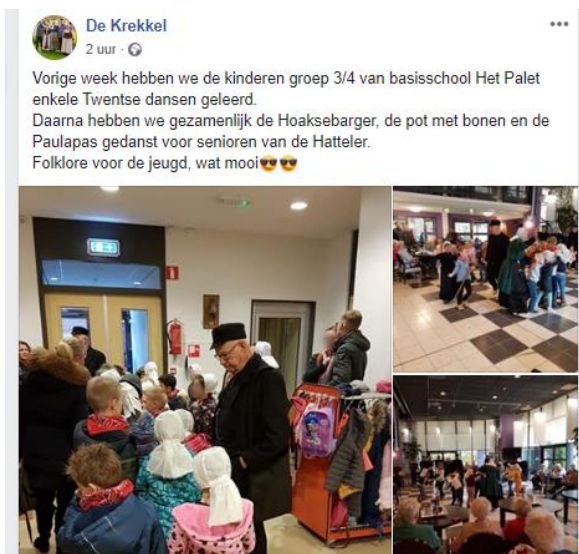 De Krekkel
2 uur ·
Vorige week hebben we de kinderen groep 3/4 van basisschool Het Palet
enkele Twentse dansen geleerd.
Daarna hebben we gezamenlijk de Hoaksebarger, de pot met bonen en de
Paulapas gedanst voor senioren van de Hatteler.
Folklore voor de jeugd, wat mooi😎😎